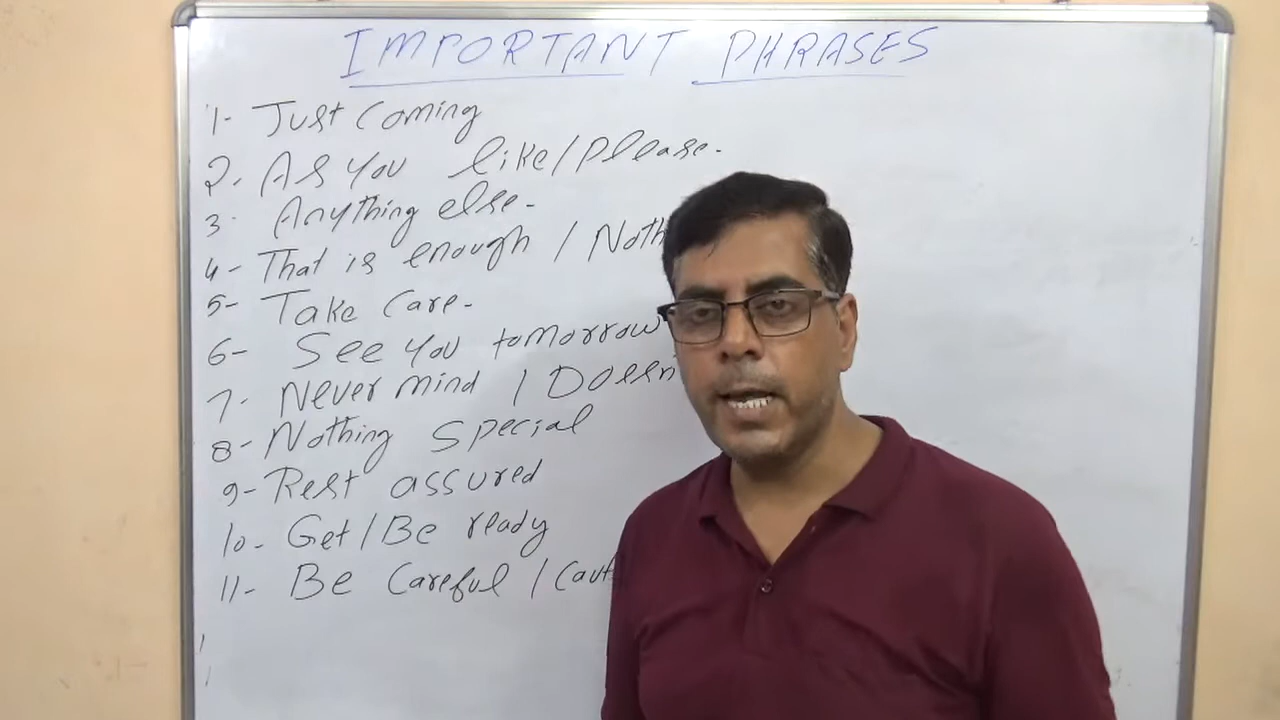 IMPORTANT PHRASES
1- Just Coming
2. As You like/please.
3. Anything else.
4- That is enough / Noth
5- Take Care.
6- See You tomorrow
7. Never mind / Doesn
8- Nothing special
9- Rest assured
10- Get/Be ready
11- Be Careful / Caut